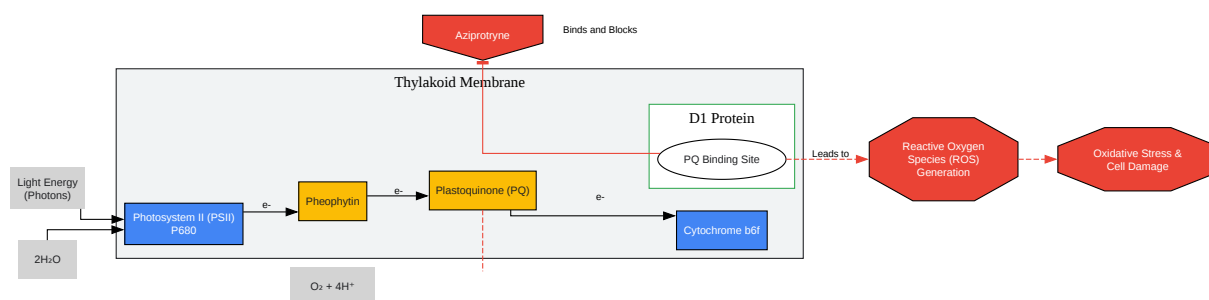 Aziprotryne
Binds and Blocks
Thylakoid Membrane
D1 Protein
PQ Binding Site
Leads to
Reactive Oxygen
Species (ROS)
Generation
Oxidative Stress &
Cell Damage
Light Energy
(Photons)
2H₂O
Photosystem II (PSII)
P680
e-
Pheophytin
e-
Plastoquinone (PQ)
e-
Cytochrome b6f
O₂ + 4H⁺